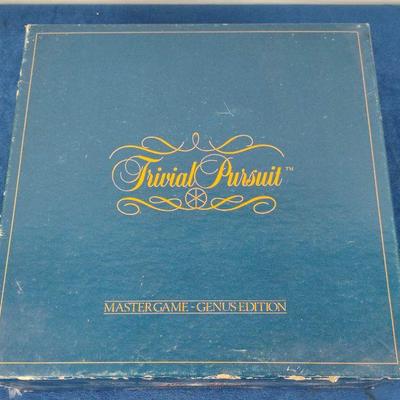 Trivial Pursuit™
MASTER GAME - GENUS EDITION